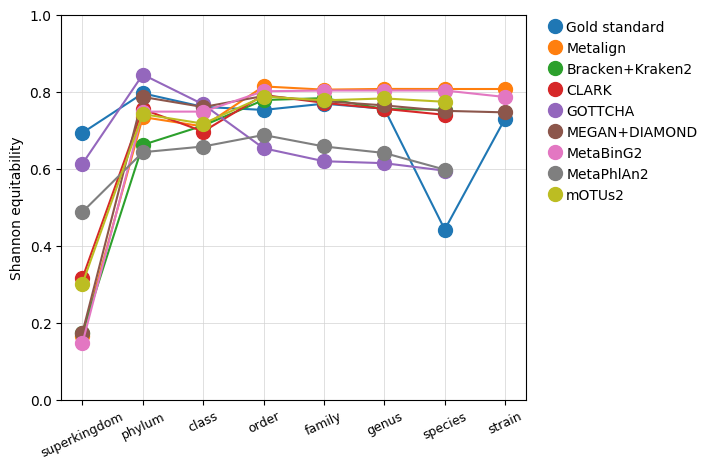 Shannon equitability
1.0
0.8
0.6
0.4
0.2
0.0
superkingdom
phylum
class
order
family
genus
species
strain
Gold standard
Metalign
Bracken+Kraken2
CLARK
GOTTCHA
MEGAN+DIAMOND
MetaBinG2
MetaPhlAn2
mOTUs2